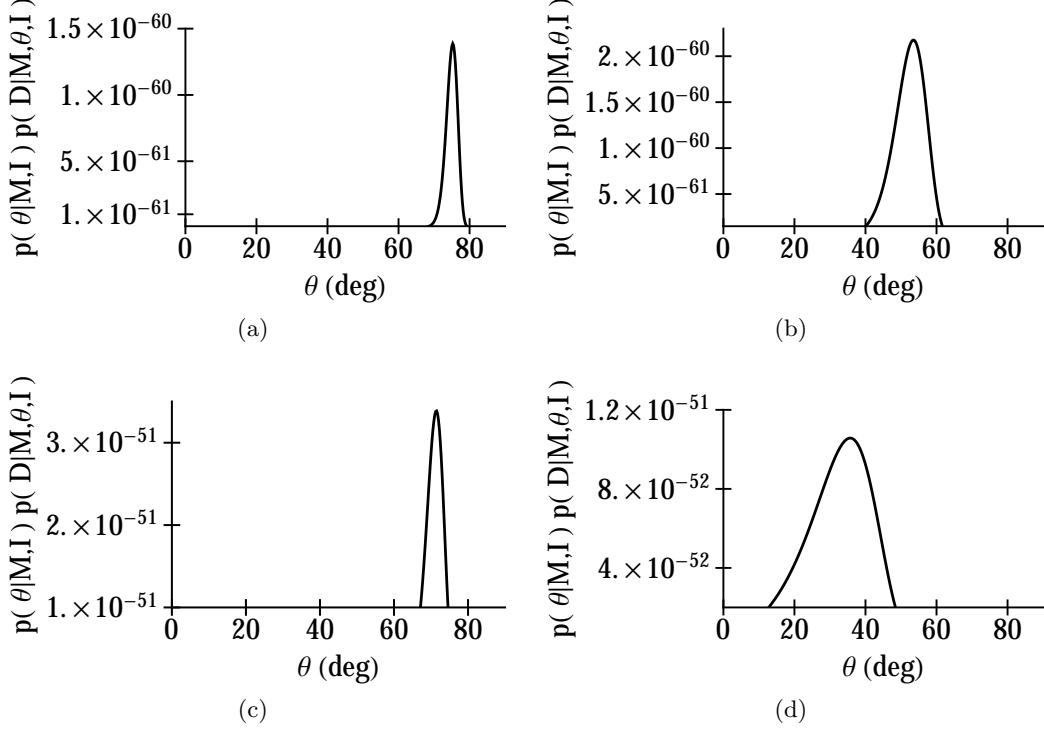 p( θ|M,I ) p( D|M,θ,I )
1.5×10⁻⁶⁰
1.×10⁻⁶⁰
5.×10⁻⁶¹
1.×10⁻⁶¹
0 20 40 60 80
θ (deg)
(a)
p( θ|M,I ) p( D|M,θ,I )
2.×10⁻⁶⁰
1.5×10⁻⁶⁰
1.×10⁻⁶⁰
5.×10⁻⁶¹
0 20 40 60 80
θ (deg)
(b)
p( θ|M,I ) p( D|M,θ,I )
3.×10⁻⁵¹
2.×10⁻⁵¹
1.×10⁻⁵¹
0 20 40 60 80
θ (deg)
(c)
p( θ|M,I ) p( D|M,θ,I )
1.2×10⁻⁵¹
8.×10⁻⁵²
4.×10⁻⁵²
0 20 40 60 80
θ (deg)
(d)